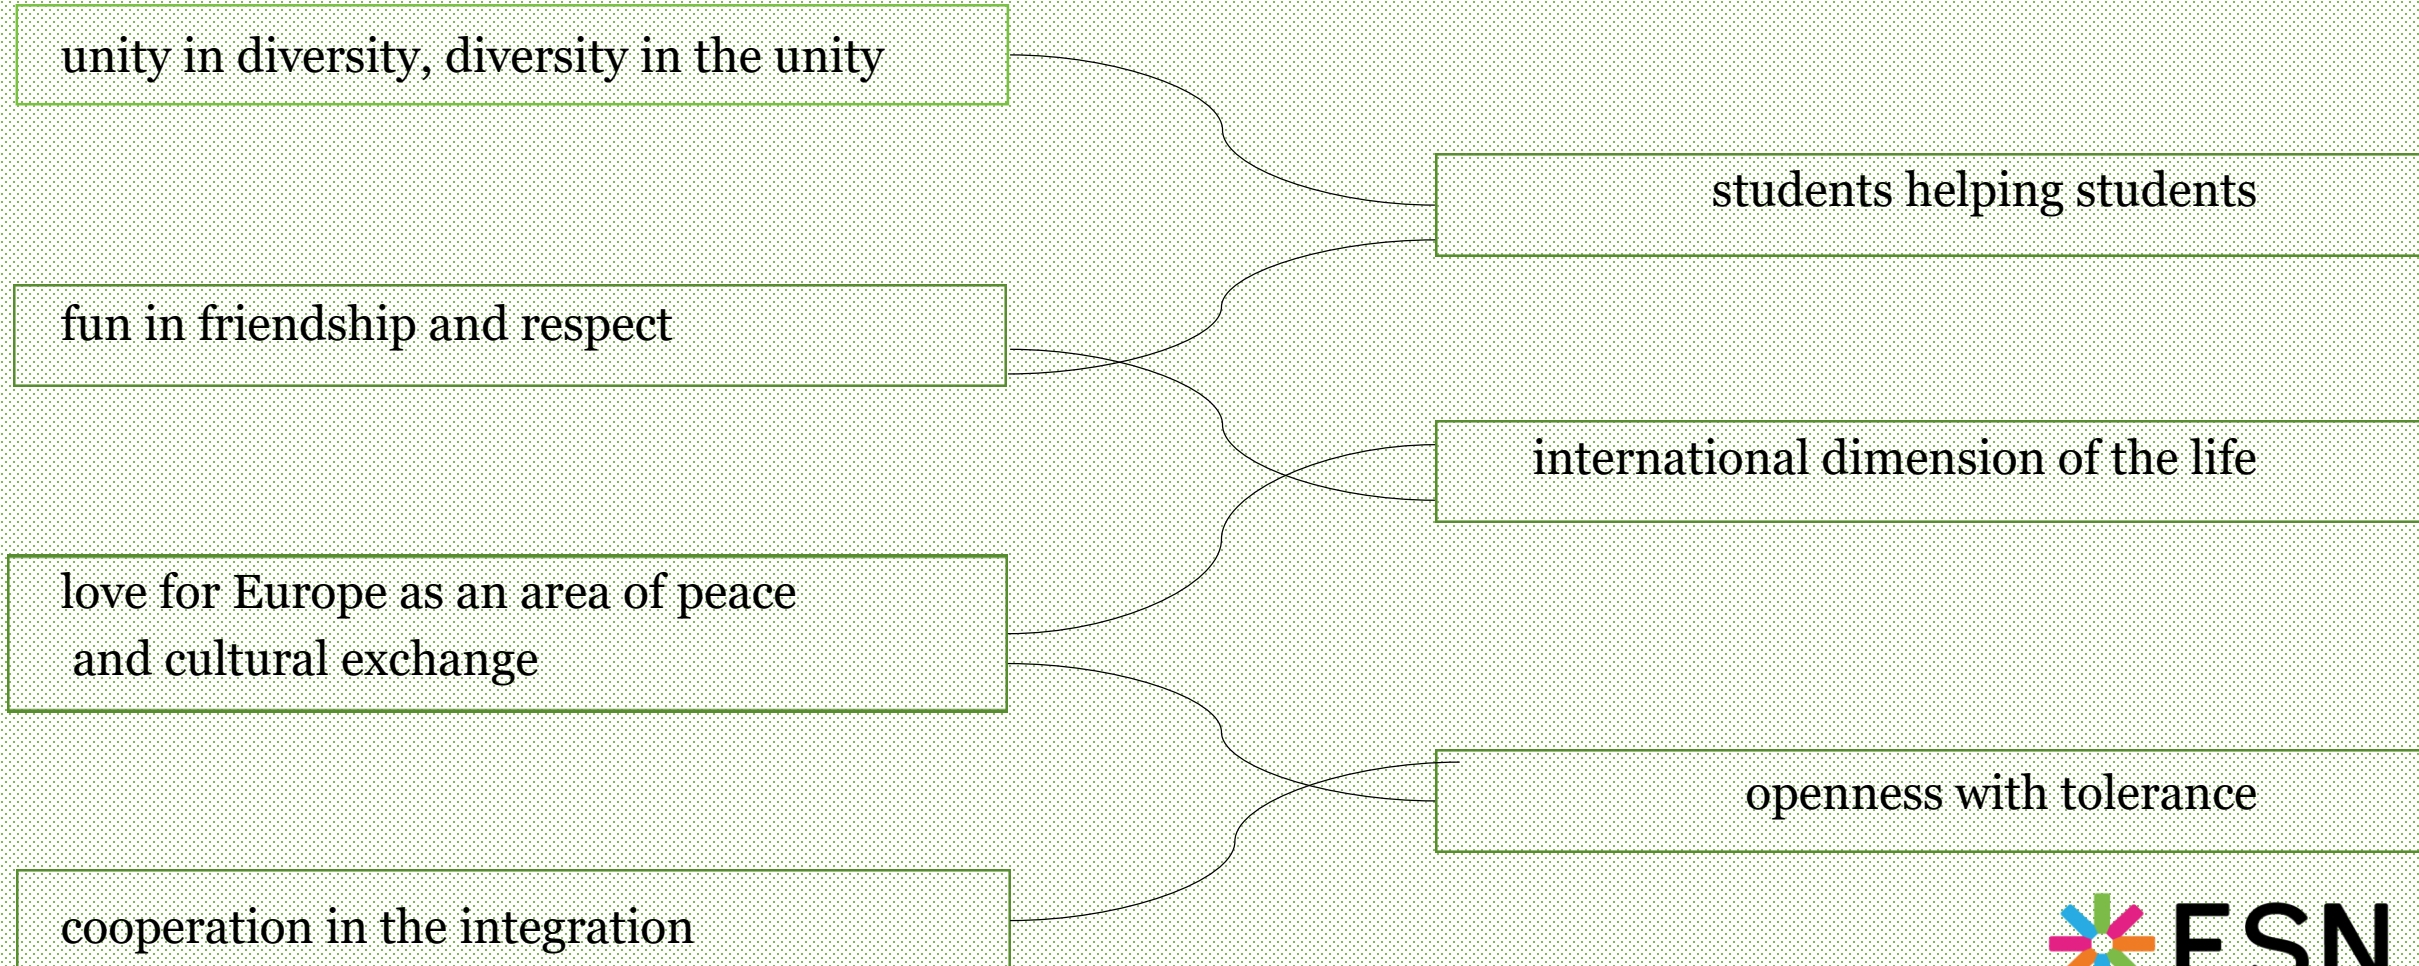 unity in diversity, diversity in the unity
students helping students
fun in friendship and respect
international dimension of the life
love for Europe as an area of peace
and cultural exchange
openness with tolerance
cooperation in the integration
ESN